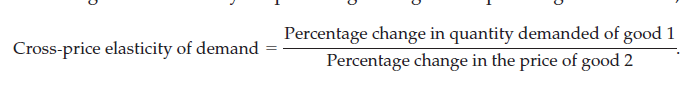 Percentage change in quantity demanded of good 1
Cross-price elasticity of demand =
Percentage change in the price of good 2
.